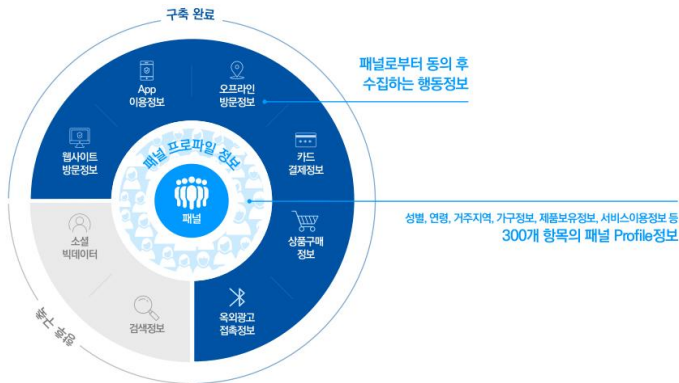 구축 완료
App
이용정보
오프라인
방문정보
패널로부터 동의 후
수집하는 행동정보
웹사이트
방문정보
패널 프로파일 정보
카드
결제정보
패널
성별, 연령, 거주지역, 가구정보, 제품보유정보, 서비스이용정보 등
300개 항목의 패널 Profile정보
소셜
빅데이터
상품구매
정보
검색정보
옥외광고
접촉정보
향후 구축